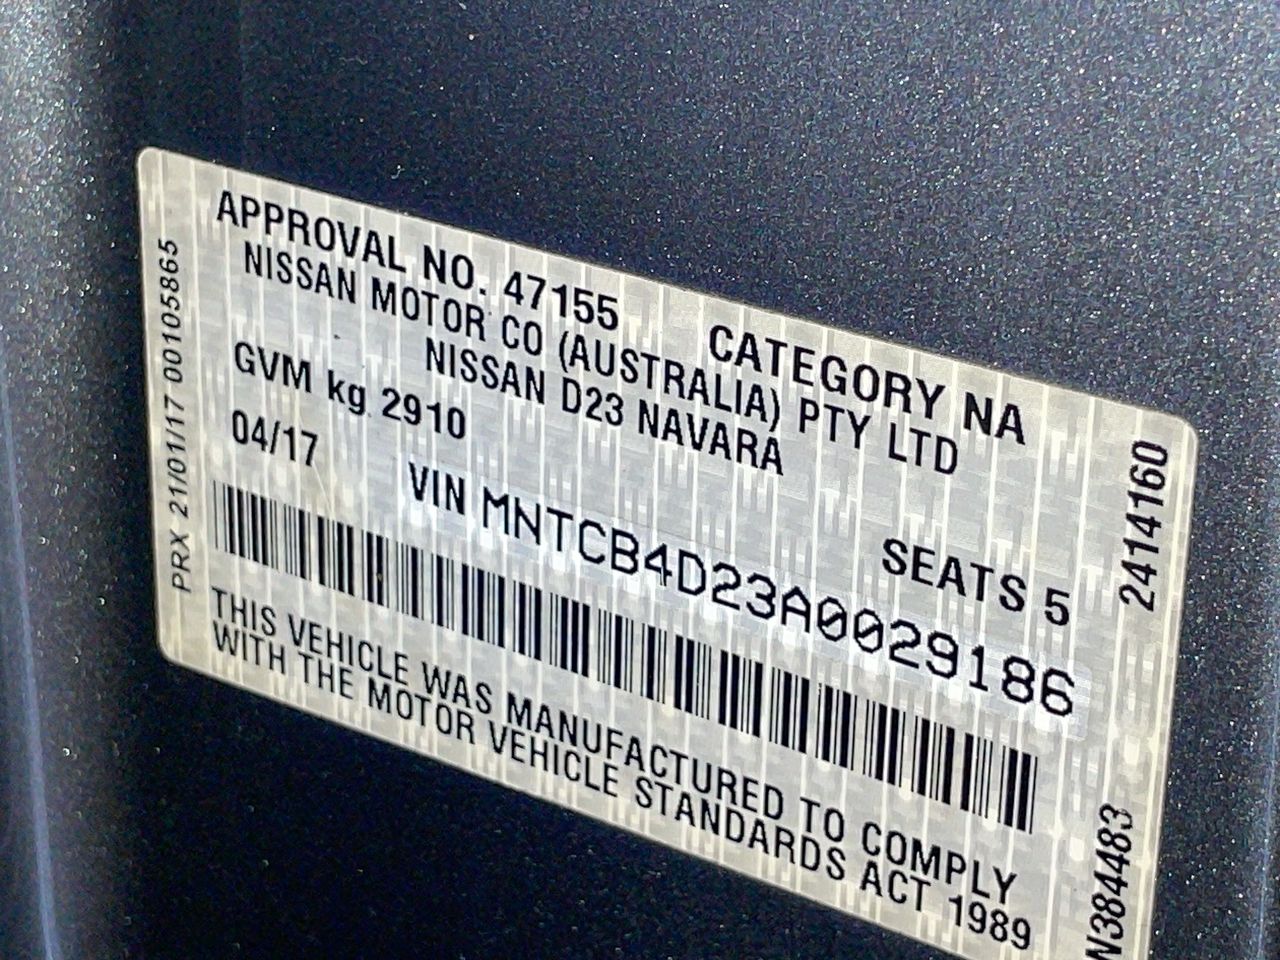 APPROVAL NO. 47155 CATEGORY NA
NISSAN MOTOR CO (AUSTRALIA) PTY LTD
NISSAN D23 NAVARA
GVM kg 2910 SEATS 5
04/17 VIN MNTCB4D23A0029186
THIS VEHICLE WAS MANUFACTURED TO COMPLY
WITH THE MOTOR VEHICLE STANDARDS ACT 1989
PRX 21/01/17 00105865
2414160
N384483